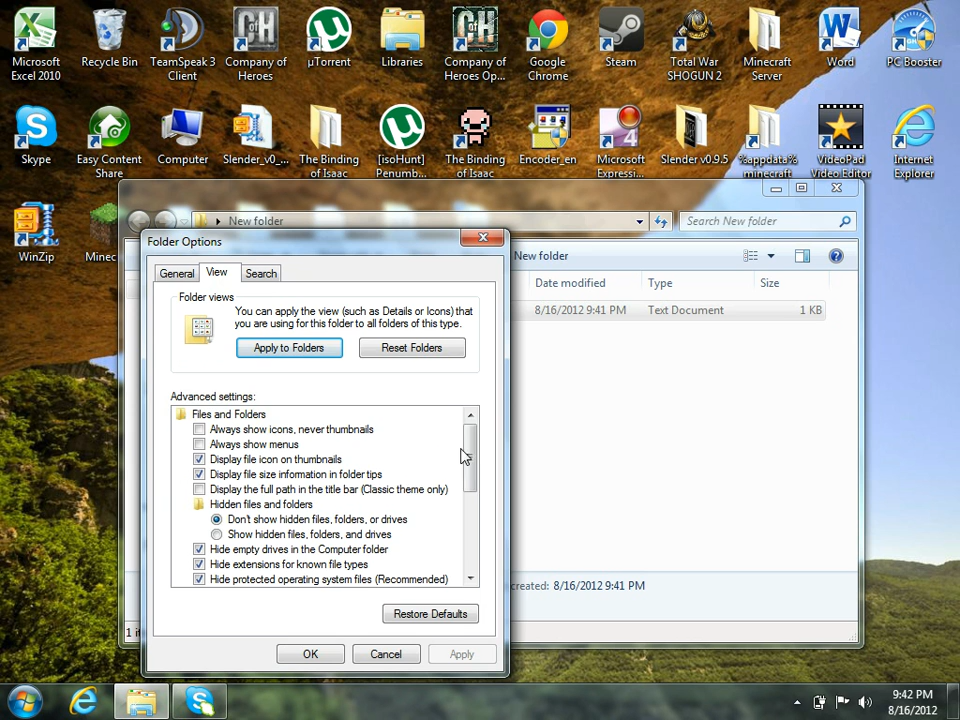 Microsoft Excel 2010
Recycle Bin
TeamSpeak 3 Client
Company of Heroes
µTorrent
Libraries
Company of Heroes Op...
Google Chrome
Steam
Total War SHOGUN 2
Minecraft Server
Word
PC Booster
Skype
Easy Content Share
Computer
Slender_v0_...
The Binding of Isaac
[isoHunt] Penumb...
The Binding of Isaac
Encoder_en
Microsoft Expressi...
Slender v0.9.5
%appdata% minecraft
VideoPad Video Editor
Internet Explorer
WinZip
Minec
New folder
Search New folder
Folder Options
New folder
General
View
Search
Date modified
Type
Size
8/16/2012 9:41 PM
Text Document
1 KB
Folder views
You can apply the view (such as Details or Icons) that
you are using for this folder to all folders of this type.
Apply to Folders
Reset Folders
Advanced settings:
Files and Folders
Always show icons, never thumbnails
Always show menus
Display file icon on thumbnails
Display file size information in folder tips
Display the full path in the title bar (Classic theme only)
Hidden files and folders
Don't show hidden files, folders, or drives
Show hidden files, folders, and drives
Hide empty drives in the Computer folder
Hide extensions for known file types
Hide protected operating system files (Recommended)
created: 8/16/2012 9:41 PM
Restore Defaults
OK
Cancel
Apply
9:42 PM
8/16/2012